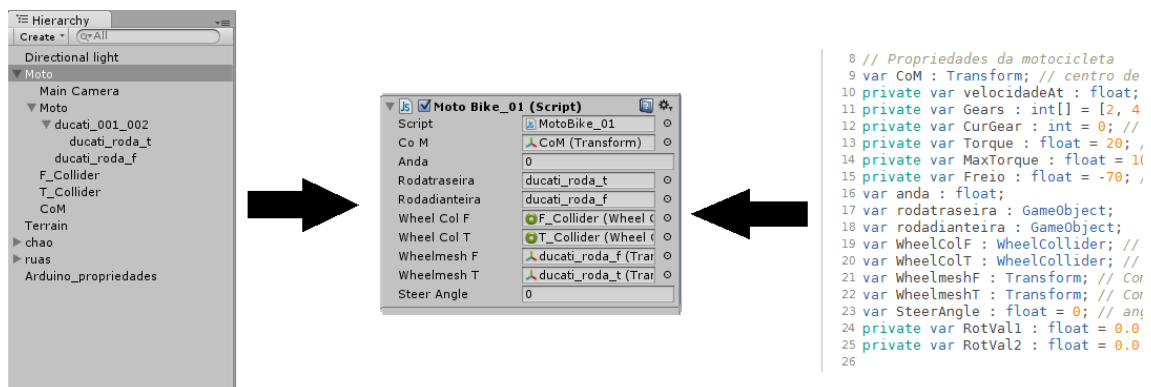 Hierarchy
Create
All
Directional light
Moto
Main Camera
Moto
ducati_001_002
ducati_roda_t
ducati_roda_f
F_Collider
T_Collider
CoM
Terrain
chao
ruas
Arduino_propriedades
Moto Bike_01 (Script)
Script MotoBike_01
Co M CoM (Transform)
Anda 0
Rodatraseira ducati_roda_t
Rodadianteira ducati_roda_f
Wheel Col F F_Collider (Wheel
Wheel Col T T_Collider (Wheel
Wheelmesh F ducati_roda_f (Trar
Wheelmesh T ducati_roda_t (Trar
Steer Angle 0
8 // Propriedades da motocicleta
9 var CoM : Transform; // centro de
10 private var velocidadeAt : float;
11 private var Gears : int[] = [2, 4
12 private var CurGear : int = 0; //
13 private var Torque : float = 20; /
14 private var MaxTorque : float = 10
15 private var Freio : float = -70; /
16 var anda : float;
17 var rodatraseira : GameObject;
18 var rodadianteira : GameObject;
19 var WheelColF : WheelCollider; //
20 var WheelColT : WheelCollider; //
21 var WheelmeshF : Transform; // Con
22 var WheelmeshT : Transform; // Con
23 var SteerAngle : float = 0; // ang
24 private var RotVal1 : float = 0.0
25 private var RotVal2 : float = 0.0
26